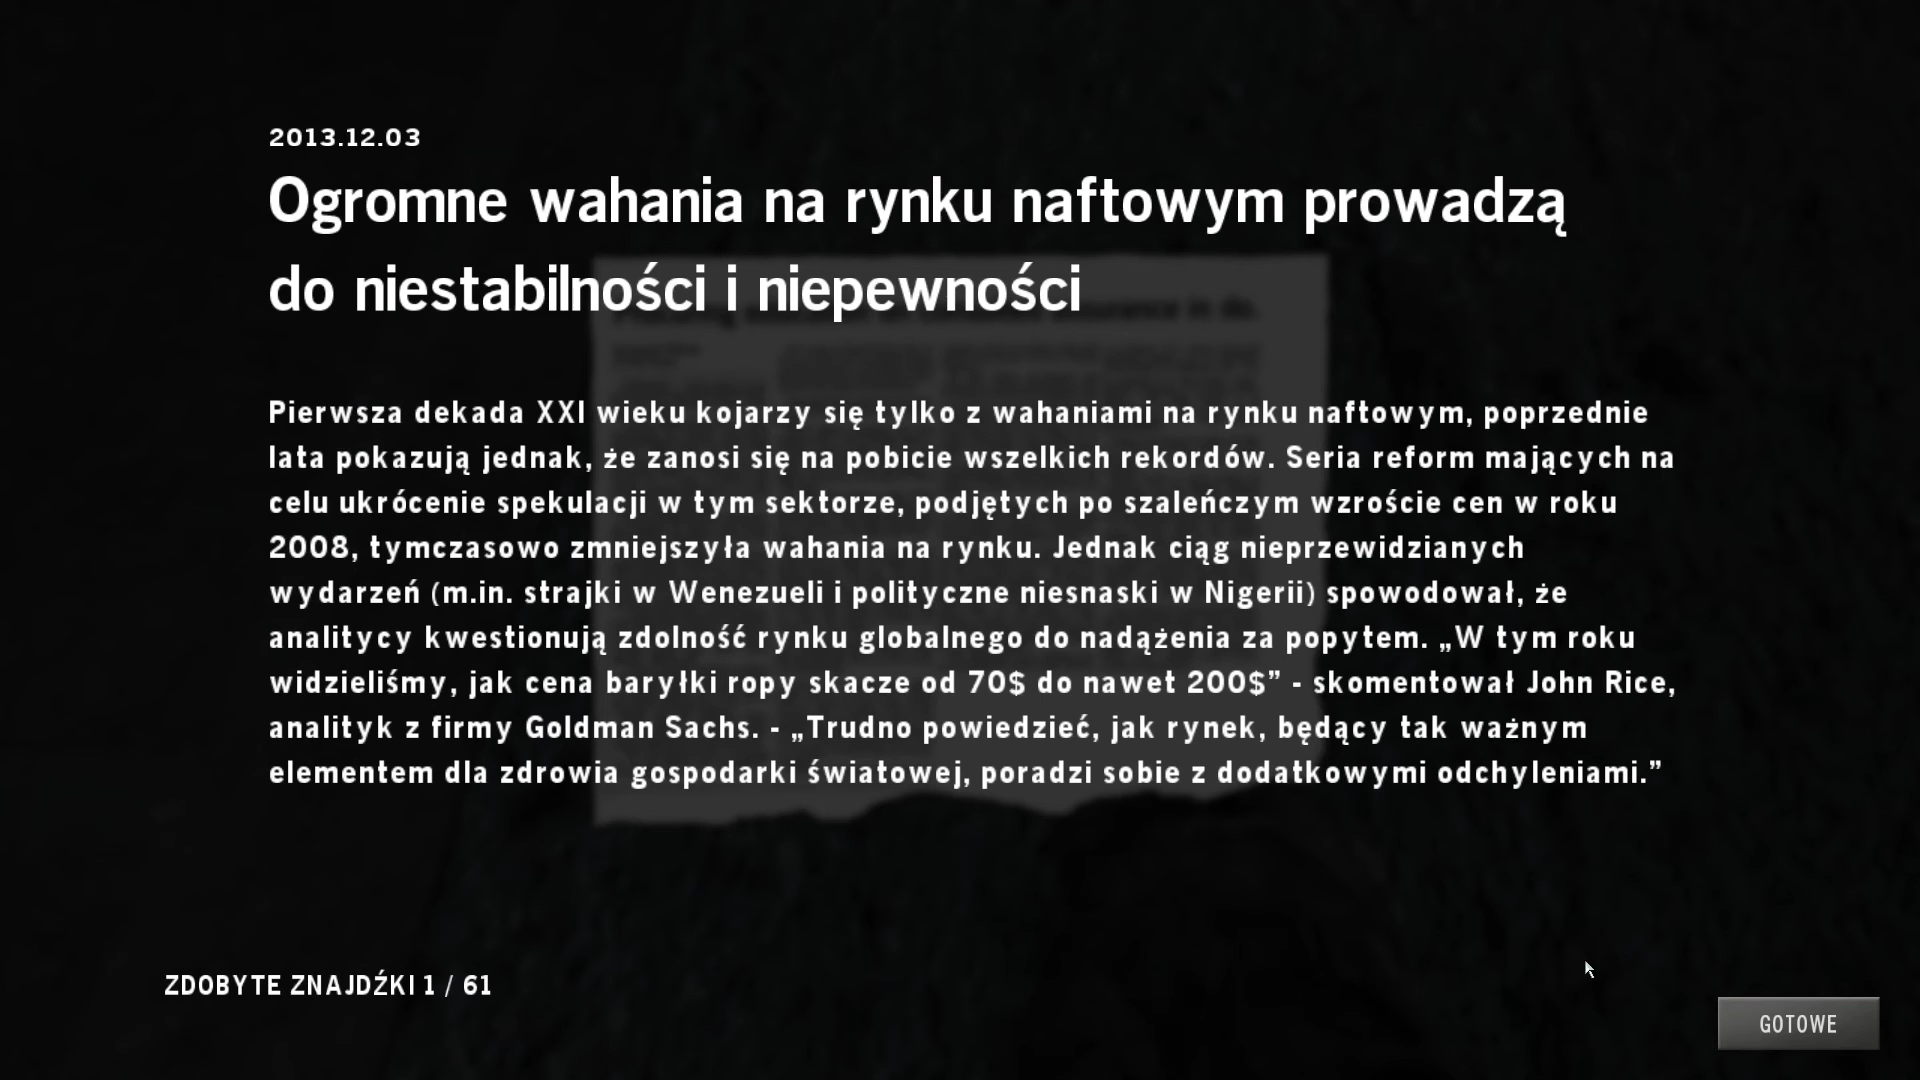 2013.12.03
Ogromne wahania na rynku naftowym prowadzą
do niestabilności i niepewności
Pierwsza dekada XXI wieku kojarzy się tylko z wahaniami na rynku naftowym, poprzednie
lata pokazują jednak, że zanosi się na pobicie wszelkich rekordów. Seria reform mających na
celu ukrócenie spekulacji w tym sektorze, podjętych po szaleńczym wzroście cen w roku
2008, tymczasowo zmniejszyła wahania na rynku. Jednak ciąg nieprzewidzianych
wydarzeń (m.in. strajki w Wenezueli i polityczne niesnaski w Nigerii) spowodował, że
analitycy kwestionują zdolność rynku globalnego do nadążenia za popytem. „W tym roku
widzieliśmy, jak cena baryłki ropy skacze od 70$ do nawet 200$” - skomentował John Rice,
analityk z firmy Goldman Sachs. - „Trudno powiedzieć, jak rynek, będący tak ważnym
elementem dla zdrowia gospodarki światowej, poradzi sobie z dodatkowymi odchyleniami.”
ZDOBYTE ZNAJDŹKI 1 / 61
GOTOWE